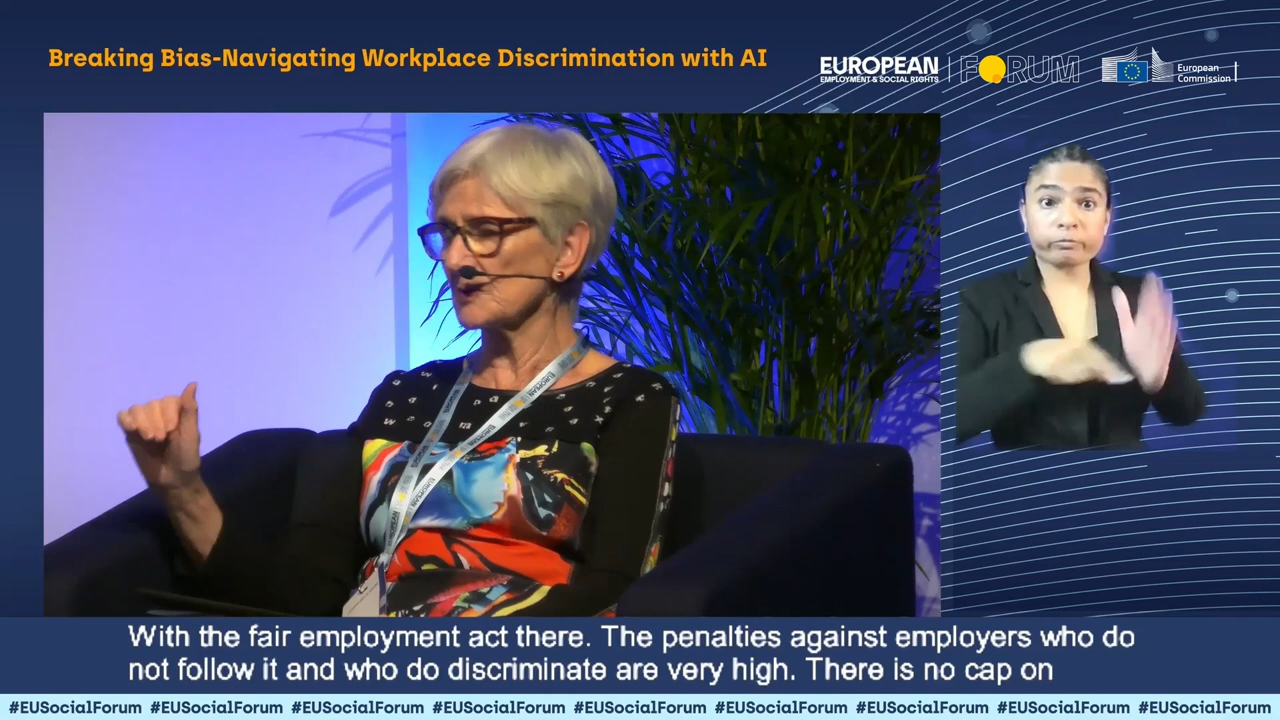 Breaking Bias-Navigating Workplace Discrimination with AI
EUROPEAN
EMPLOYMENT & SOCIAL RIGHTS
FORUM
European
Commission
EUROPEAN
EUROPEAN
With the fair employment act there. The penalties against employers who do
not follow it and who do discriminate are very high. There is no cap on
#EUSocialForum #EUSocialForum #EUSocialForum #EUSocialForum #EUSocialForum #EUSocialForum #EUSocialForum #EUSocialForum #EUSocialForum